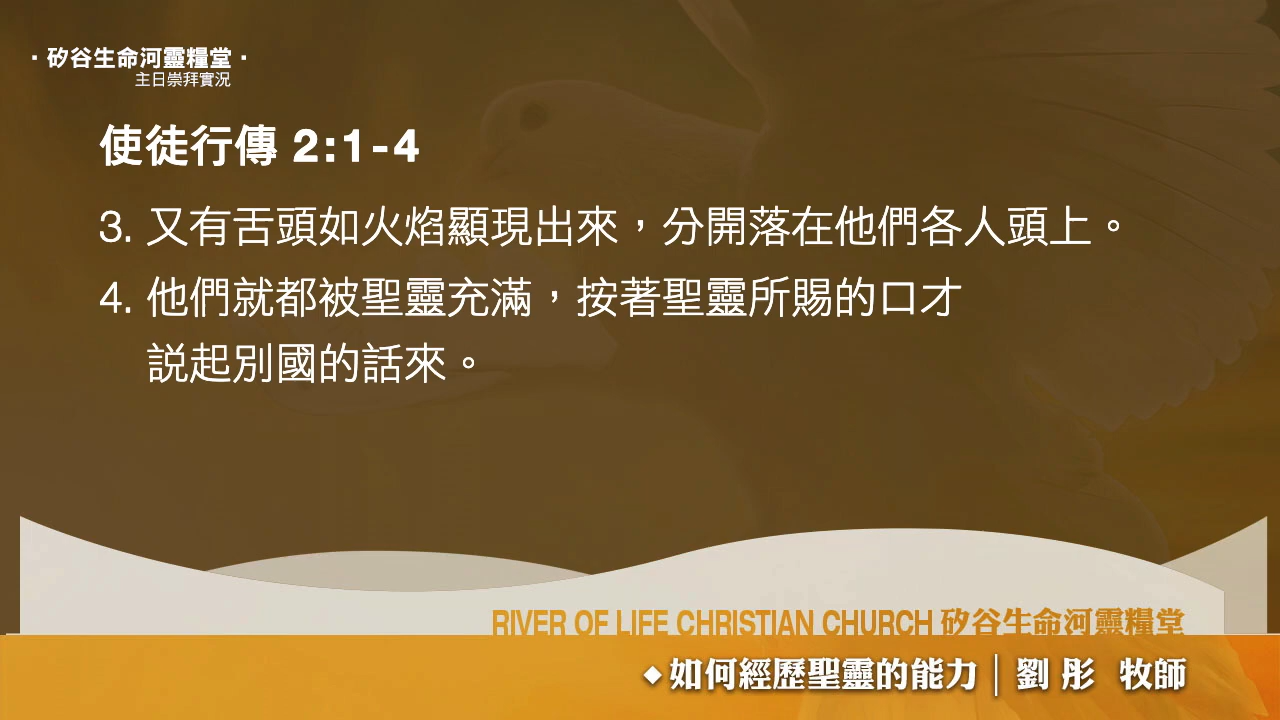 ·矽谷生命河靈糧堂·
主日崇拜實況
使徒行傳 2:1-4
3. 又有舌頭如火焰顯現出來，分開落在他們各人頭上。
4. 他們就都被聖靈充滿，按著聖靈所賜的口才
説起別國的話來。
RIVER OF LIFE CHRISTIAN CHURCH 矽谷生命河靈糧堂
◆如何經歷聖靈的能力│劉彤 牧師